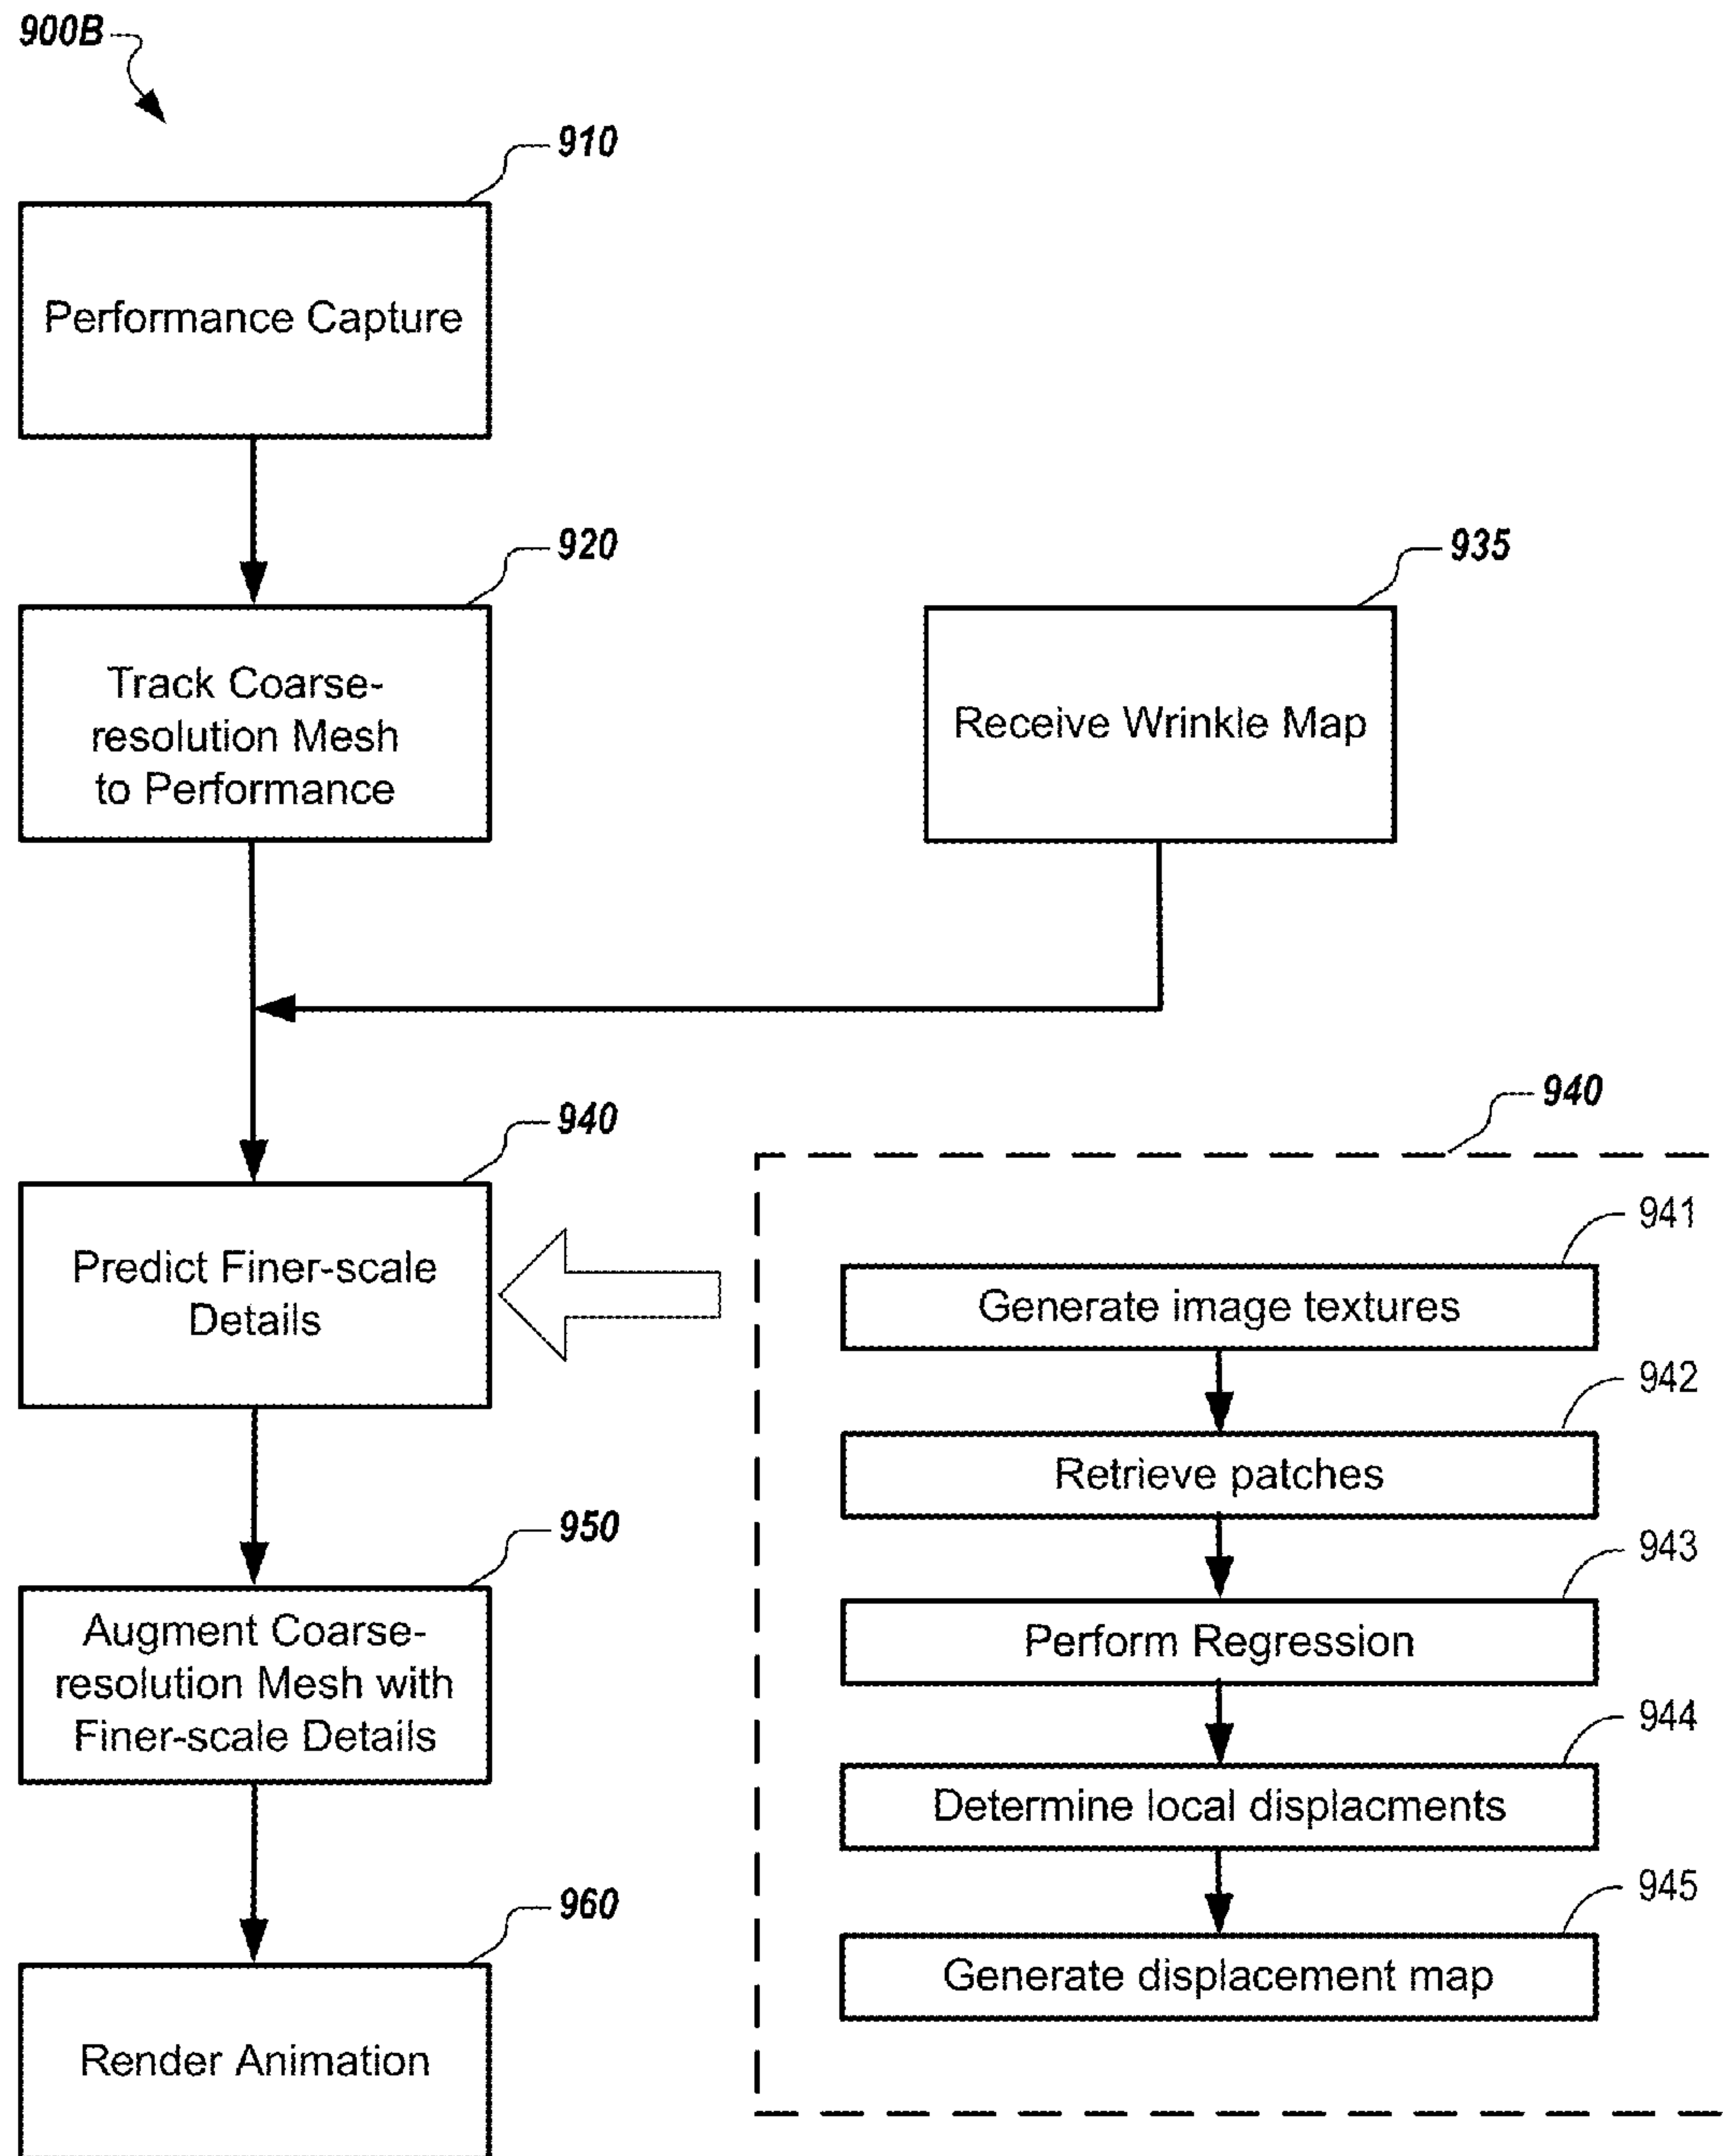 900B
910
Performance Capture
920
Track Coarse-
resolution Mesh
to Performance
935
Receive Wrinkle Map
940
Predict Finer-scale
Details
940
941
Generate image textures
942
Retrieve patches
943
Perform Regression
944
Determine local displacments
945
Generate displacement map
950
Augment Coarse-
resolution Mesh with
Finer-scale Details
960
Render Animation